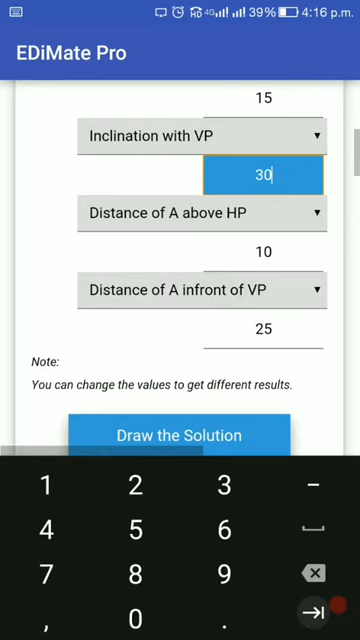 HD 4G 39% 4:16 p.m.
EDiMate Pro
15
Inclination with VP
30
Distance of A above HP
10
Distance of A infront of VP
25
Note:
You can change the values to get different results.
Draw the Solution
1 2 3 –
4 5 6
7 8 9
, 0 .